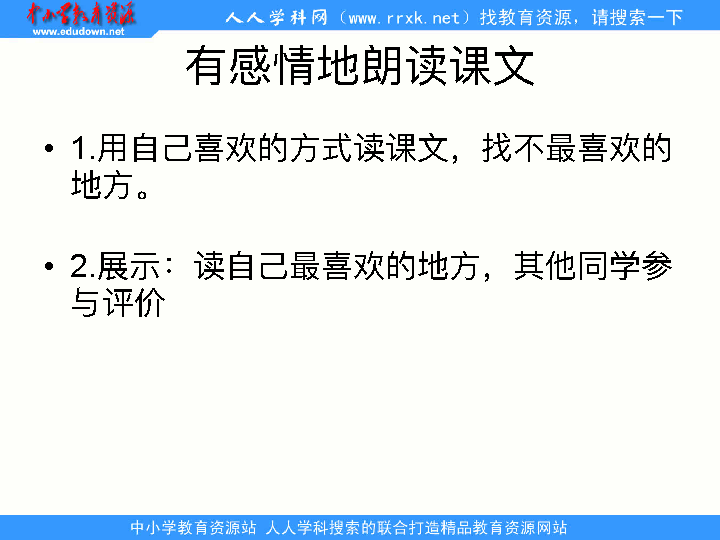 中小学教育资源
www.edudown.net
人人学科网（www.rrxk.net）找教育资源，请搜索一下
有感情地朗读课文
• 1.用自己喜欢的方式读课文，找不最喜欢的
地方。
• 2.展示：读自己最喜欢的地方，其他同学参
与评价
中小学教育资源站 人人学科搜索的联合打造精品教育资源网站